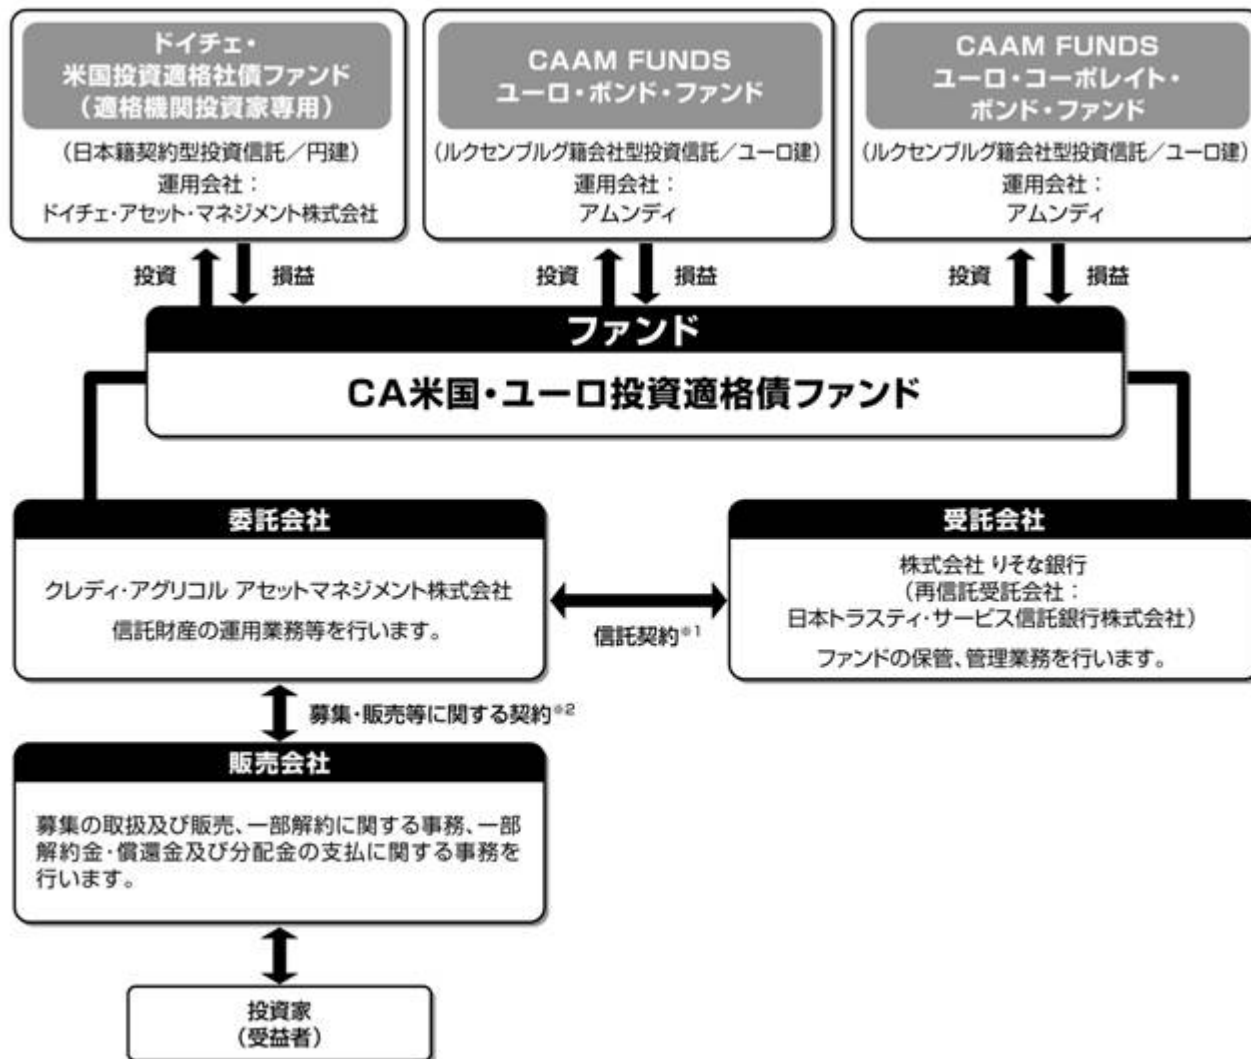 ドイチェ・
米国投資適格社債ファンド
（適格機関投資家専用）
（日本籍契約型投資信託／円建）
運用会社：
ドイチェ・アセット・マネジメント株式会社
CAAM FUNDS
ユーロ・ボンド・ファンド
（ルクセンブルグ籍会社型投資信託／ユーロ建）
運用会社：
アムンディ
CAAM FUNDS
ユーロ・コーポレイト・
ボンド・ファンド
（ルクセンブルグ籍会社型投資信託／ユーロ建）
運用会社：
アムンディ
投資
損益
投資
損益
投資
損益
ファンド
CA米国・ユーロ投資適格債ファンド
委託会社
クレディ・アグリコル アセットマネジメント株式会社
信託財産の運用業務等を行います。
信託契約※1
受託会社
株式会社 りそな銀行
（再信託受託会社：
日本トラスティ・サービス信託銀行株式会社）
ファンドの保管、管理業務を行います。
募集・販売等に関する契約※2
販売会社
募集の取扱及び販売、一部解約に関する事務、一部
解約金・償還金及び分配金の支払に関する事務を
行います。
投資家
（受益者）